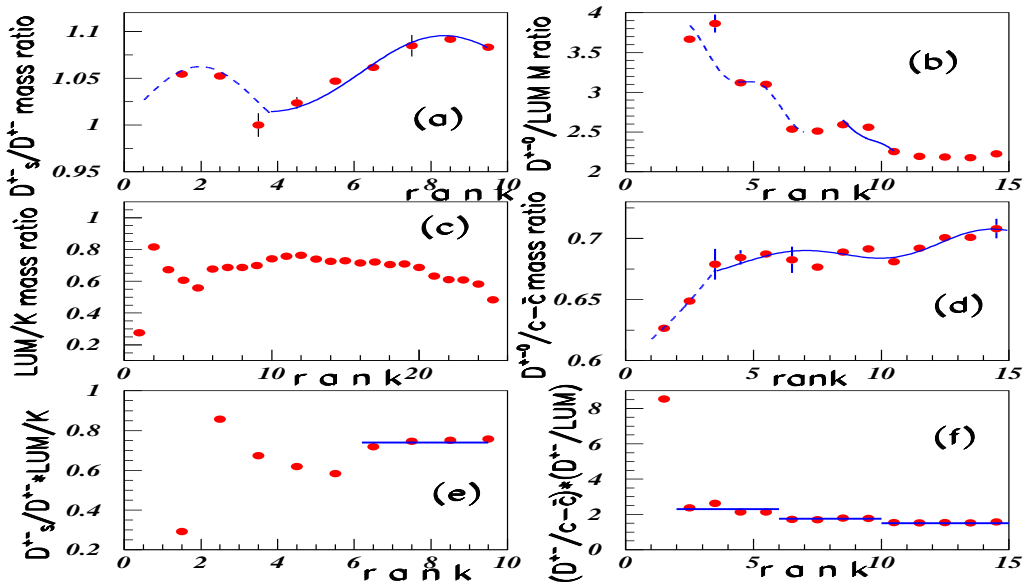 D⁺⁻s/D⁺⁻ mass ratio
1.1
1.05
1
0.95
(a)
0 2 4 6 8 10
rank
D⁺⁻⁰/LUM M ratio
4
3.5
3
2.5
2
(b)
0 5 10 15
rank
LUM/K mass ratio
1
0.8
0.6
0.4
0.2
(c)
0 10 20
rank
D⁺⁻⁰/c-c̄ mass ratio
0.7
0.65
0.6
(d)
0 5 10 15
rank
D⁺⁻s/D⁺⁻*LUM/K
1
0.8
0.6
0.4
0.2
(e)
0 2 4 6 8 10
rank
(D⁺⁻/c-c̄)*(D⁺⁻/LUM)
8
6
4
2
0
(f)
0 5 10 15
rank